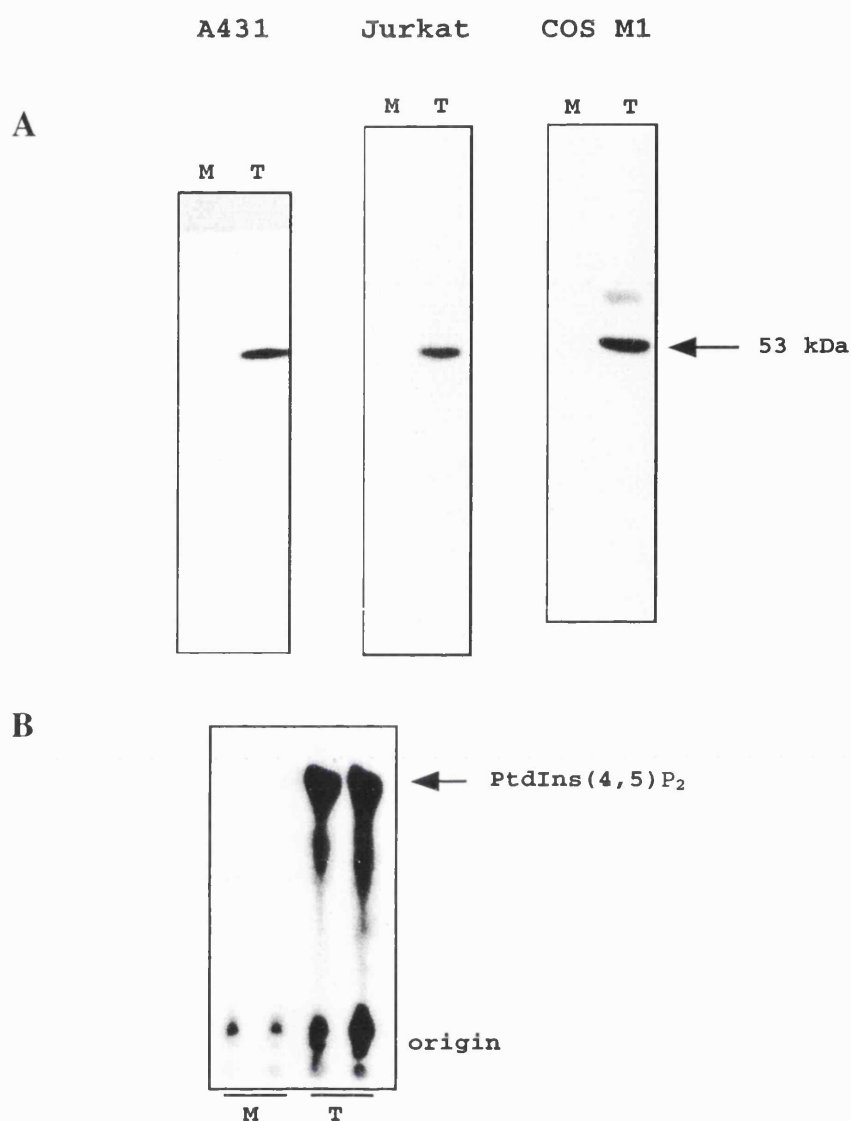 A431 Jurkat COS M1
A
M T
M T
M T
53 kDa
B
PtdIns(4,5)P₂
origin
M T